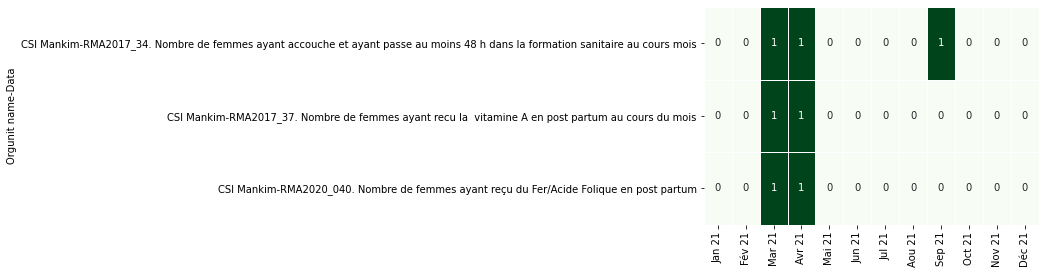 CSI Mankim-RMA2017_34. Nombre de femmes ayant accouche et ayant passe au moins 48 h dans la formation sanitaire au cours mois
0 0 1 1 0 0 0 0 1 0 0 0
Orgunit name-Data
CSI Mankim-RMA2017_37. Nombre de femmes ayant recu la  vitamine A en post partum au cours du mois
0 0 1 1 0 0 0 0 0 0 0 0
CSI Mankim-RMA2020_040. Nombre de femmes ayant reçu du Fer/Acide Folique en post partum
0 0 1 1 0 0 0 0 0 0 0 0
Jan 21
Fév 21
Mar 21
Avr 21
Mai 21
Jun 21
Jul 21
Aou 21
Sep 21
Oct 21
Nov 21
Déc 21